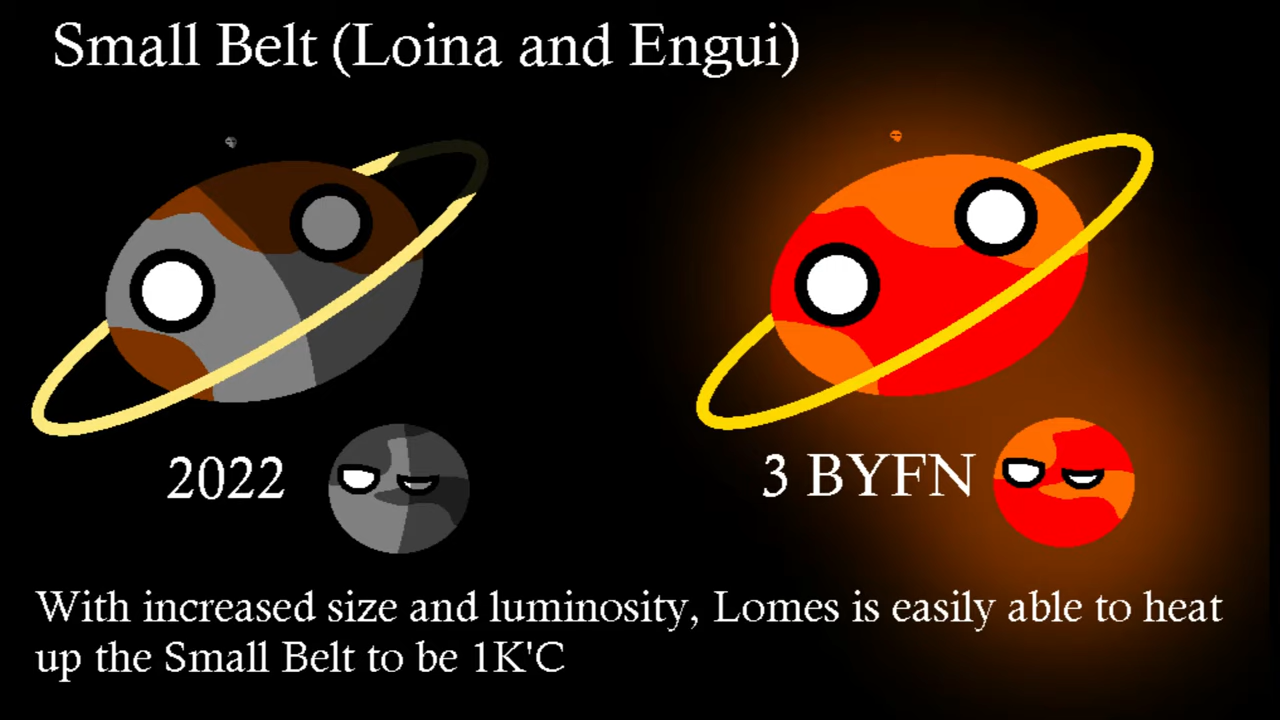 Small Belt (Loina and Engui)
2022
3 BYFN
With increased size and luminosity, Lomes is easily able to heat
up the Small Belt to be 1K'C